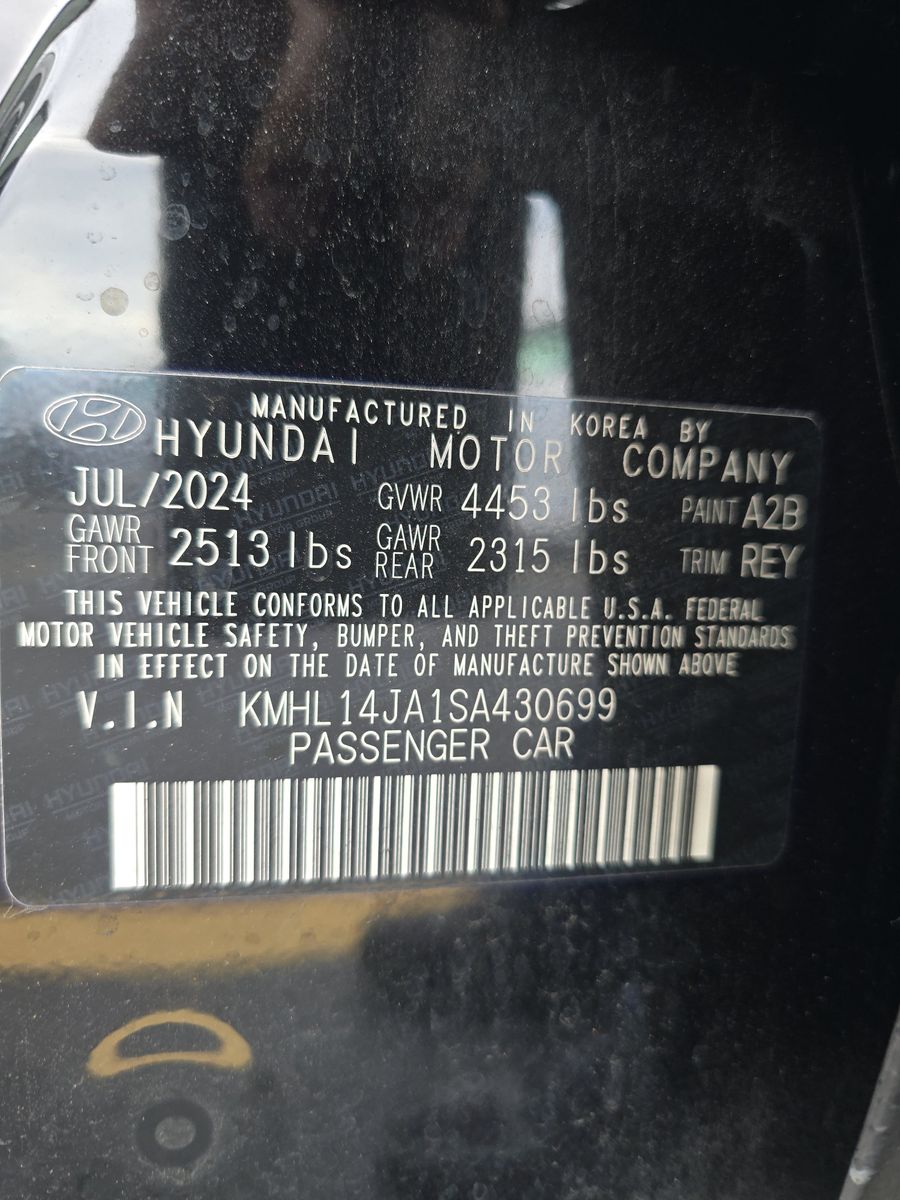 MANUFACTURED IN KOREA BY
HYUNDAI MOTOR COMPANY
JUL/2024 GVWR 4453 lbs PAINT A2B
GAWR FRONT 2513 lbs GAWR REAR 2315 lbs TRIM REY
THIS VEHICLE CONFORMS TO ALL APPLICABLE U.S.A. FEDERAL
MOTOR VEHICLE SAFETY, BUMPER, AND THEFT PREVENTION STANDARDS
IN EFFECT ON THE DATE OF MANUFACTURE SHOWN ABOVE
V.I.N KMHL14JA1SA430699
PASSENGER CAR